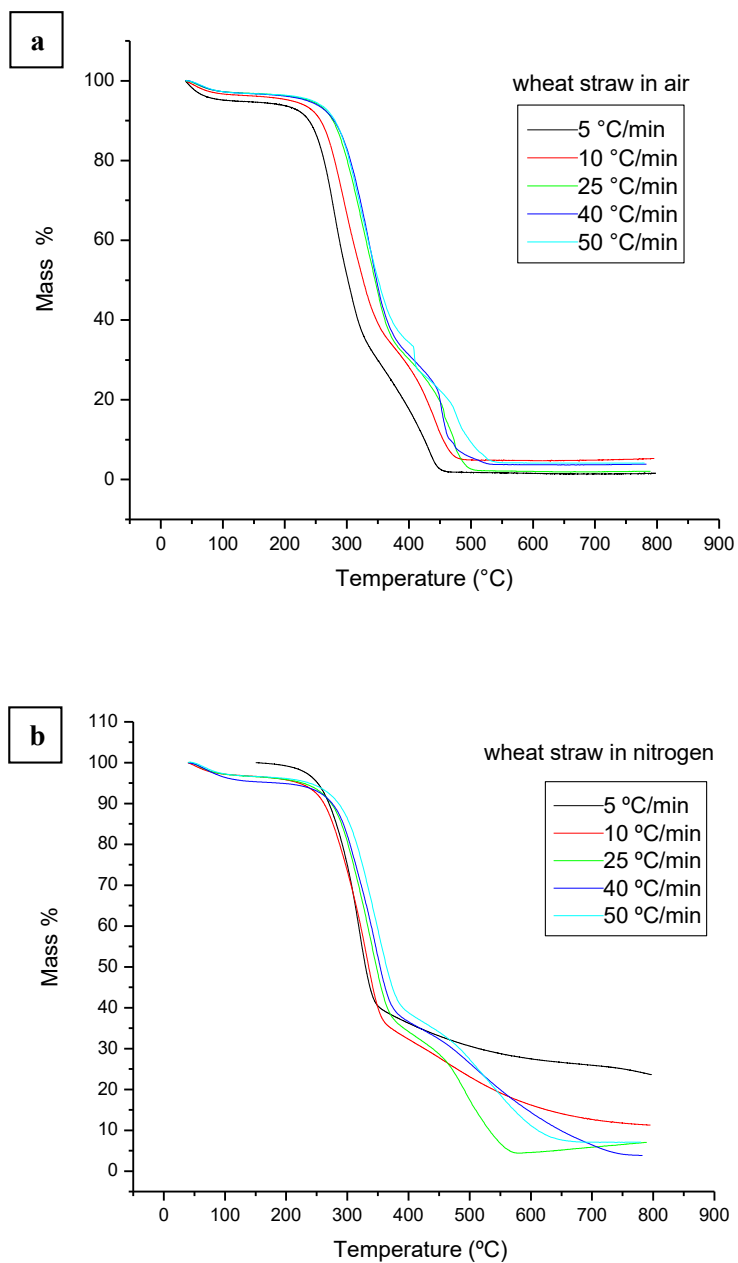 a
wheat straw in air
5 °C/min
10 °C/min
25 °C/min
40 °C/min
50 °C/min
100
80
60
40
20
0
Mass %
0 100 200 300 400 500 600 700 800 900
Temperature (°C)
b
wheat straw in nitrogen
5 ºC/min
10 ºC/min
25 ºC/min
40 ºC/min
50 ºC/min
110
100
90
80
70
60
50
40
30
20
10
0
Mass %
0 100 200 300 400 500 600 700 800 900
Temperature (ºC)